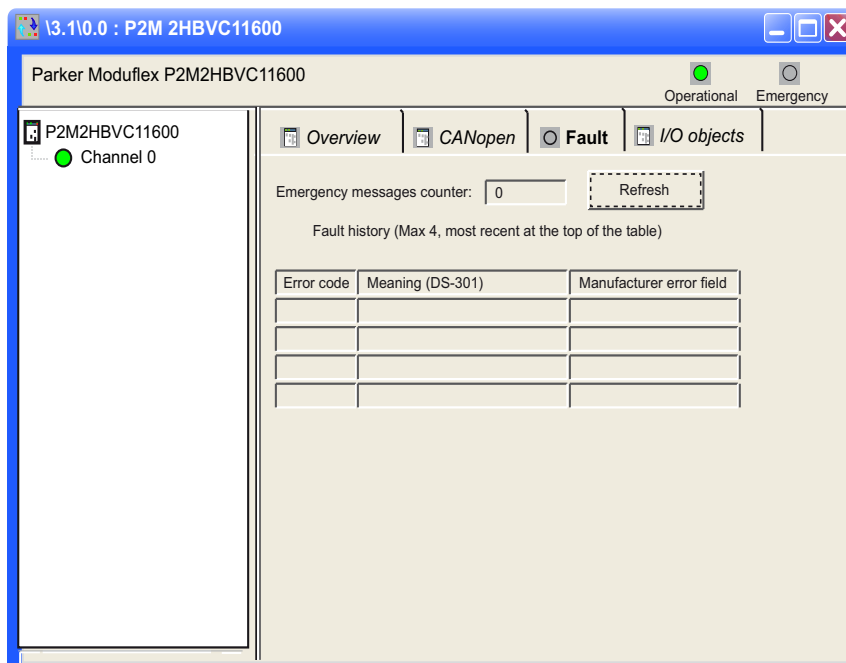 \3.1\0.0 : P2M 2HBVC11600
Parker Moduflex P2M2HBVC11600
Operational Emergency
P2M2HBVC11600
Channel 0
Overview CANopen Fault I/O objects
Emergency messages counter: 0 Refresh
Fault history (Max 4, most recent at the top of the table)
Error code Meaning (DS-301) Manufacturer error field